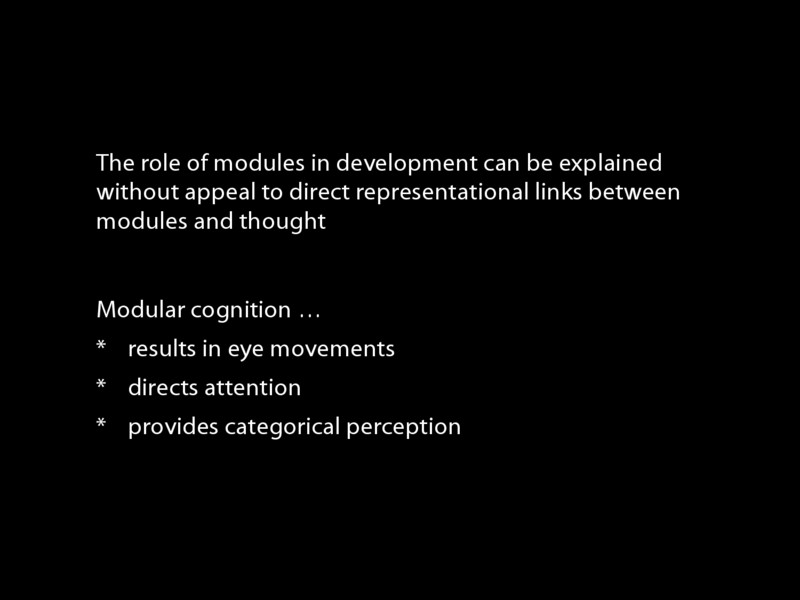 The role of modules in development can be explained
without appeal to direct representational links between
modules and thought
Modular cognition …
* results in eye movements
* directs attention
* provides categorical perception